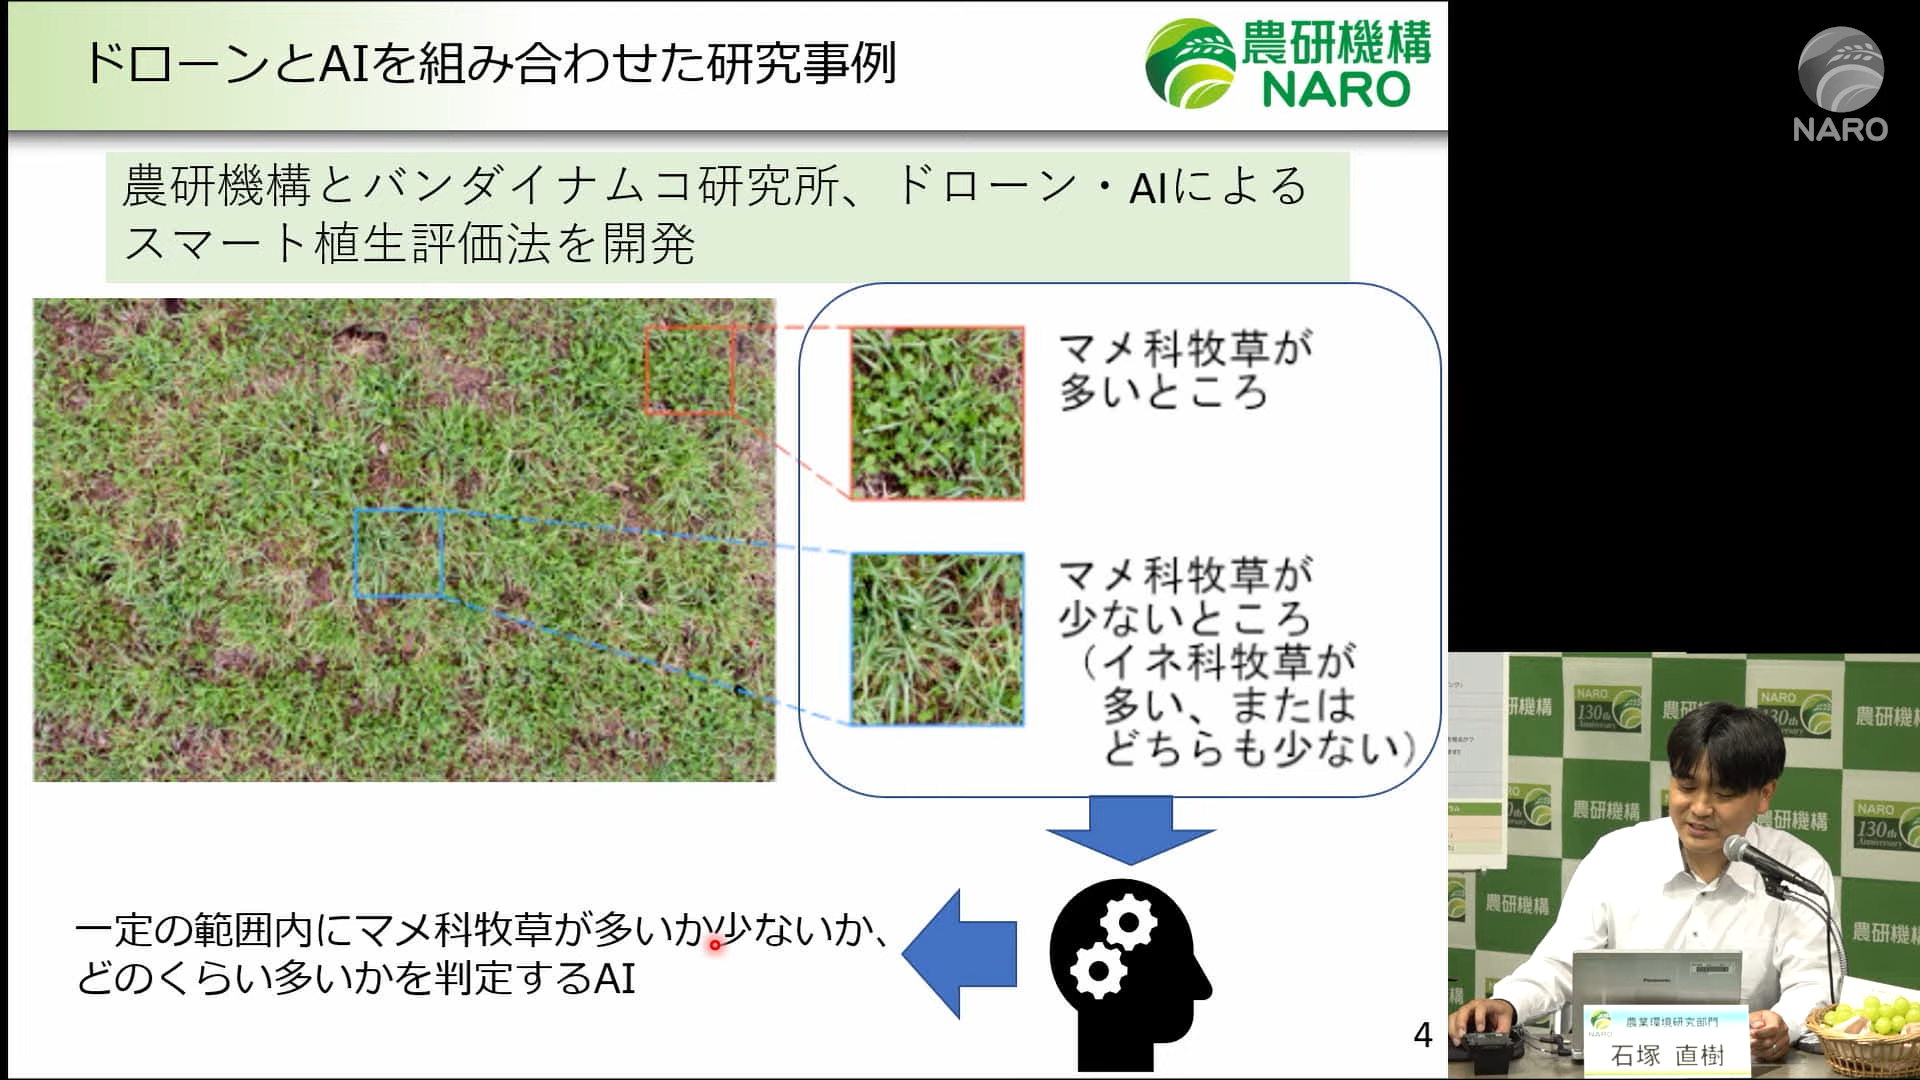 ドローンとAIを組み合わせた研究事例
農研機構
NARO
NARO
農研機構とバンダイナムコ研究所、ドローン・AIによる
スマート植生評価法を開発
マメ科牧草が
多いところ
マメ科牧草が
少ないところ
（イネ科牧草が
多い、または
どちらも少ない）
一定の範囲内にマメ科牧草が多いか少ないか、
どのくらい多いかを判定するAI
4
NARO
130th
Anniversary
農研機構
農研機構
農研機構
農研機構
NARO
130th
Anniversary
Panasonic
NARO
農業環境研究部門
石塚 直樹